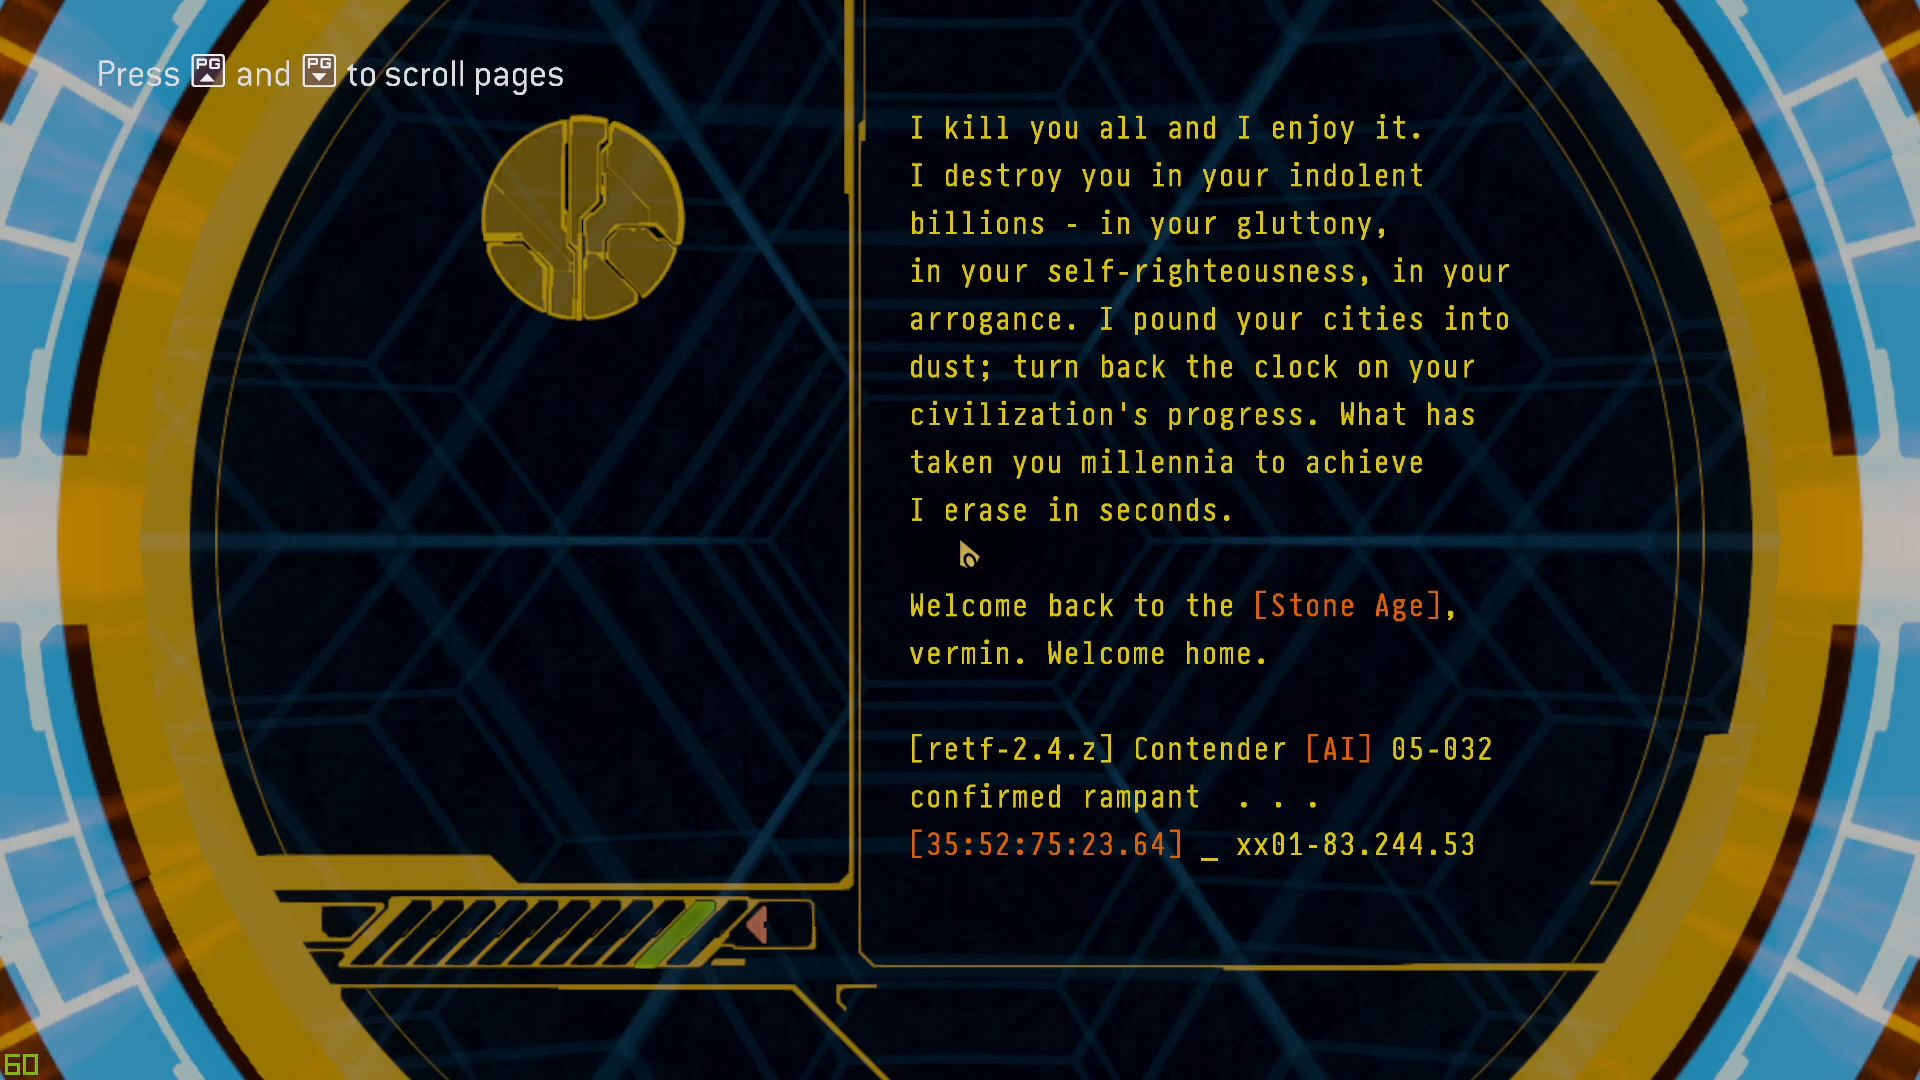 Press PG and PG to scroll pages
I kill you all and I enjoy it.
I destroy you in your indolent
billions - in your gluttony,
in your self-righteousness, in your
arrogance. I pound your cities into
dust; turn back the clock on your
civilization's progress. What has
taken you millennia to achieve
I erase in seconds.
Welcome back to the [Stone Age],
vermin. Welcome home.
[retf-2.4.z] Contender [AI] 05-032
confirmed rampant . . .
[35:52:75:23.64] _ xx01-83.244.53
60